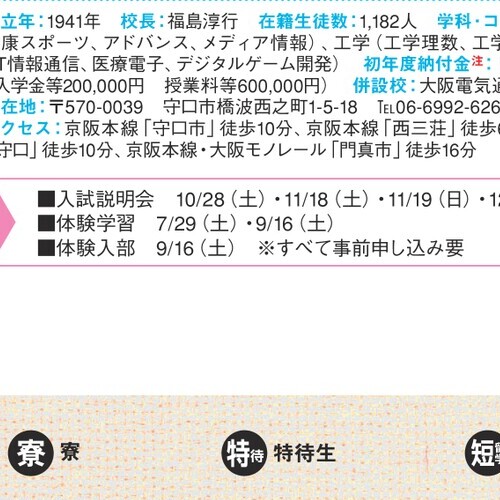 立年：1941年　校長：福島淳行　在籍生徒数：1,182人　学科・コ
康スポーツ、アドバンス、メディア情報）、工学（工学理数、工学
T情報通信、医療電子、デジタルゲーム開発）　初年度納付金注：
入学金等200,000円　授業料等600,000円）　併設校：大阪電気通
在地：〒570-0039　守口市橋波西之町1-5-18　TEL06-6992-626
クセス：京阪本線「守口市」徒歩10分、京阪本線「西三荘」徒歩
守口」徒歩10分、京阪本線・大阪モノレール「門真市」徒歩16分
■入試説明会　10/28（土）・11/18（土）・11/19（日）・12
■体験学習　7/29（土）・9/16（土）
■体験入部　9/16（土）　※すべて事前申し込み要
寮 寮　特待 特待生　短